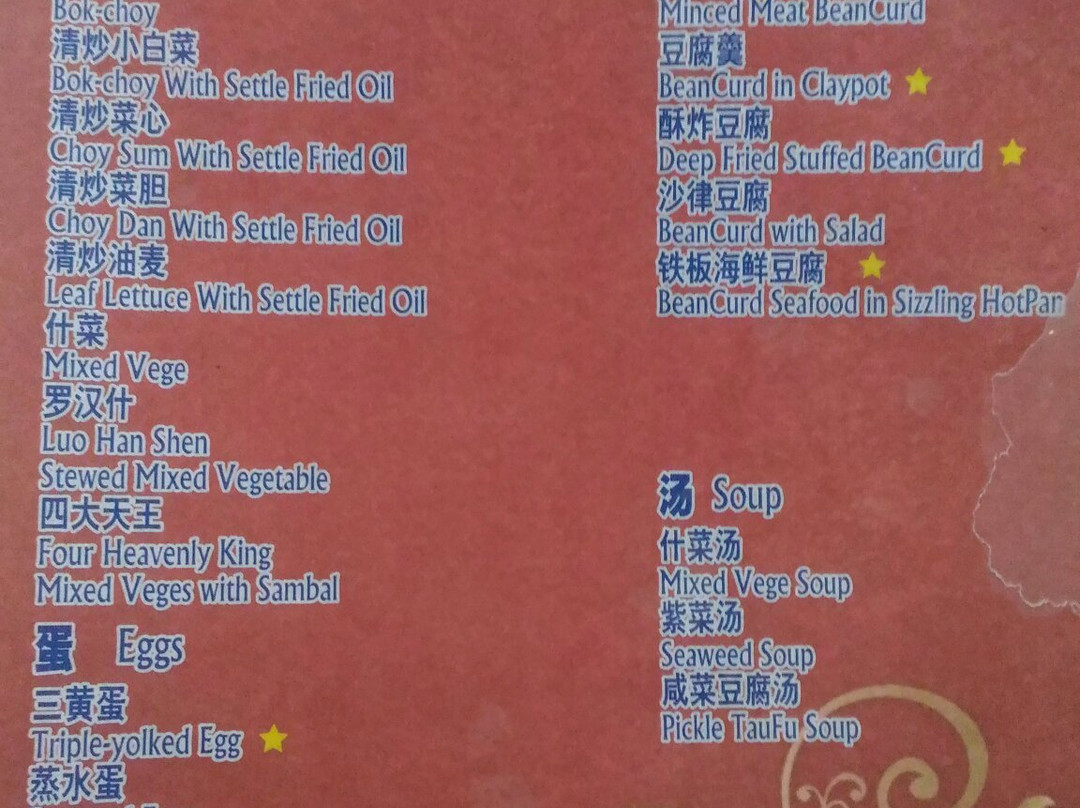 Bok-choy
清炒小白菜
Bok-choy With Settle Fried Oil
清炒菜心
Choy Sum With Settle Fried Oil
清炒菜胆
Choy Dan With Settle Fried Oil
清炒油麦
Leaf Lettuce With Settle Fried Oil
什菜
Mixed Vege
罗汉什
Luo Han Shen
Stewed Mixed Vegetable
四大天王
Four Heavenly King
Mixed Veges with Sambal
蛋 Eggs
三黄蛋
Triple-yolked Egg
蒸水蛋
Minced Meat BeanCurd
豆腐羹
BeanCurd in Claypot
酥炸豆腐
Deep Fried Stuffed BeanCurd
沙律豆腐
BeanCurd with Salad
铁板海鲜豆腐
BeanCurd Seafood in Sizzling HotPan
汤 Soup
什菜汤
Mixed Vege Soup
紫菜汤
Seaweed Soup
咸菜豆腐汤
Pickle TauFu Soup